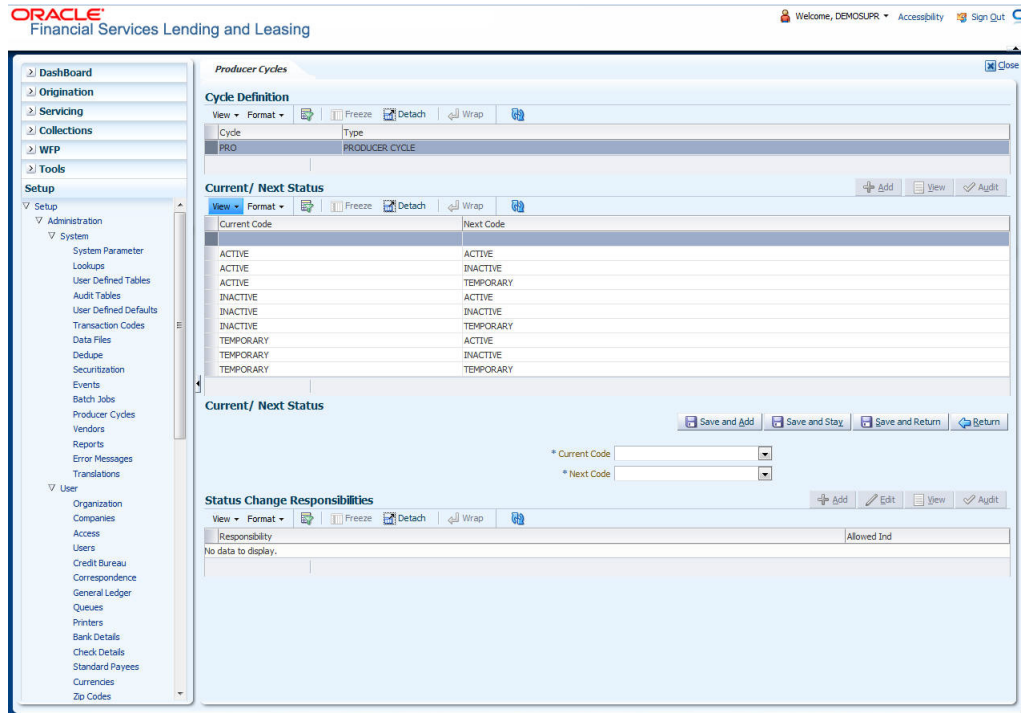 ORACLE'
Financial Services Lending and Leasing
Welcome, DEMOSUPR Accessibility Sign Out
Close
DashBoard
Origination
Servicing
Collections
WFP
Tools
Setup
Setup
Administration
System
System Parameter
Lookups
User Defined Tables
Audit Tables
User Defined Defaults
Transaction Codes
Data Files
Dedupe
Securitization
Events
Batch Jobs
Producer Cycles
Vendors
Reports
Error Messages
Translations
User
Organization
Companies
Access
Users
Credit Bureau
Correspondence
General Ledger
Queues
Printers
Bank Details
Check Details
Standard Payees
Currencies
Zip Codes
Producer Cycles
Cycle Definition
View Format Freeze Detach Wrap
Cycle Type
PRO PRODUCER CYCLE
Current/ Next Status
Add View Audit
View Format Freeze Detach Wrap
Current Code Next Code
ACTIVE ACTIVE
ACTIVE INACTIVE
ACTIVE TEMPORARY
INACTIVE ACTIVE
INACTIVE INACTIVE
INACTIVE TEMPORARY
TEMPORARY ACTIVE
TEMPORARY INACTIVE
TEMPORARY TEMPORARY
Current/ Next Status
Save and Add Save and Stay Save and Return Return
* Current Code
* Next Code
Status Change Responsibilities
Add Edit View Audit
View Format Freeze Detach Wrap
Responsibility Allowed Ind
No data to display.